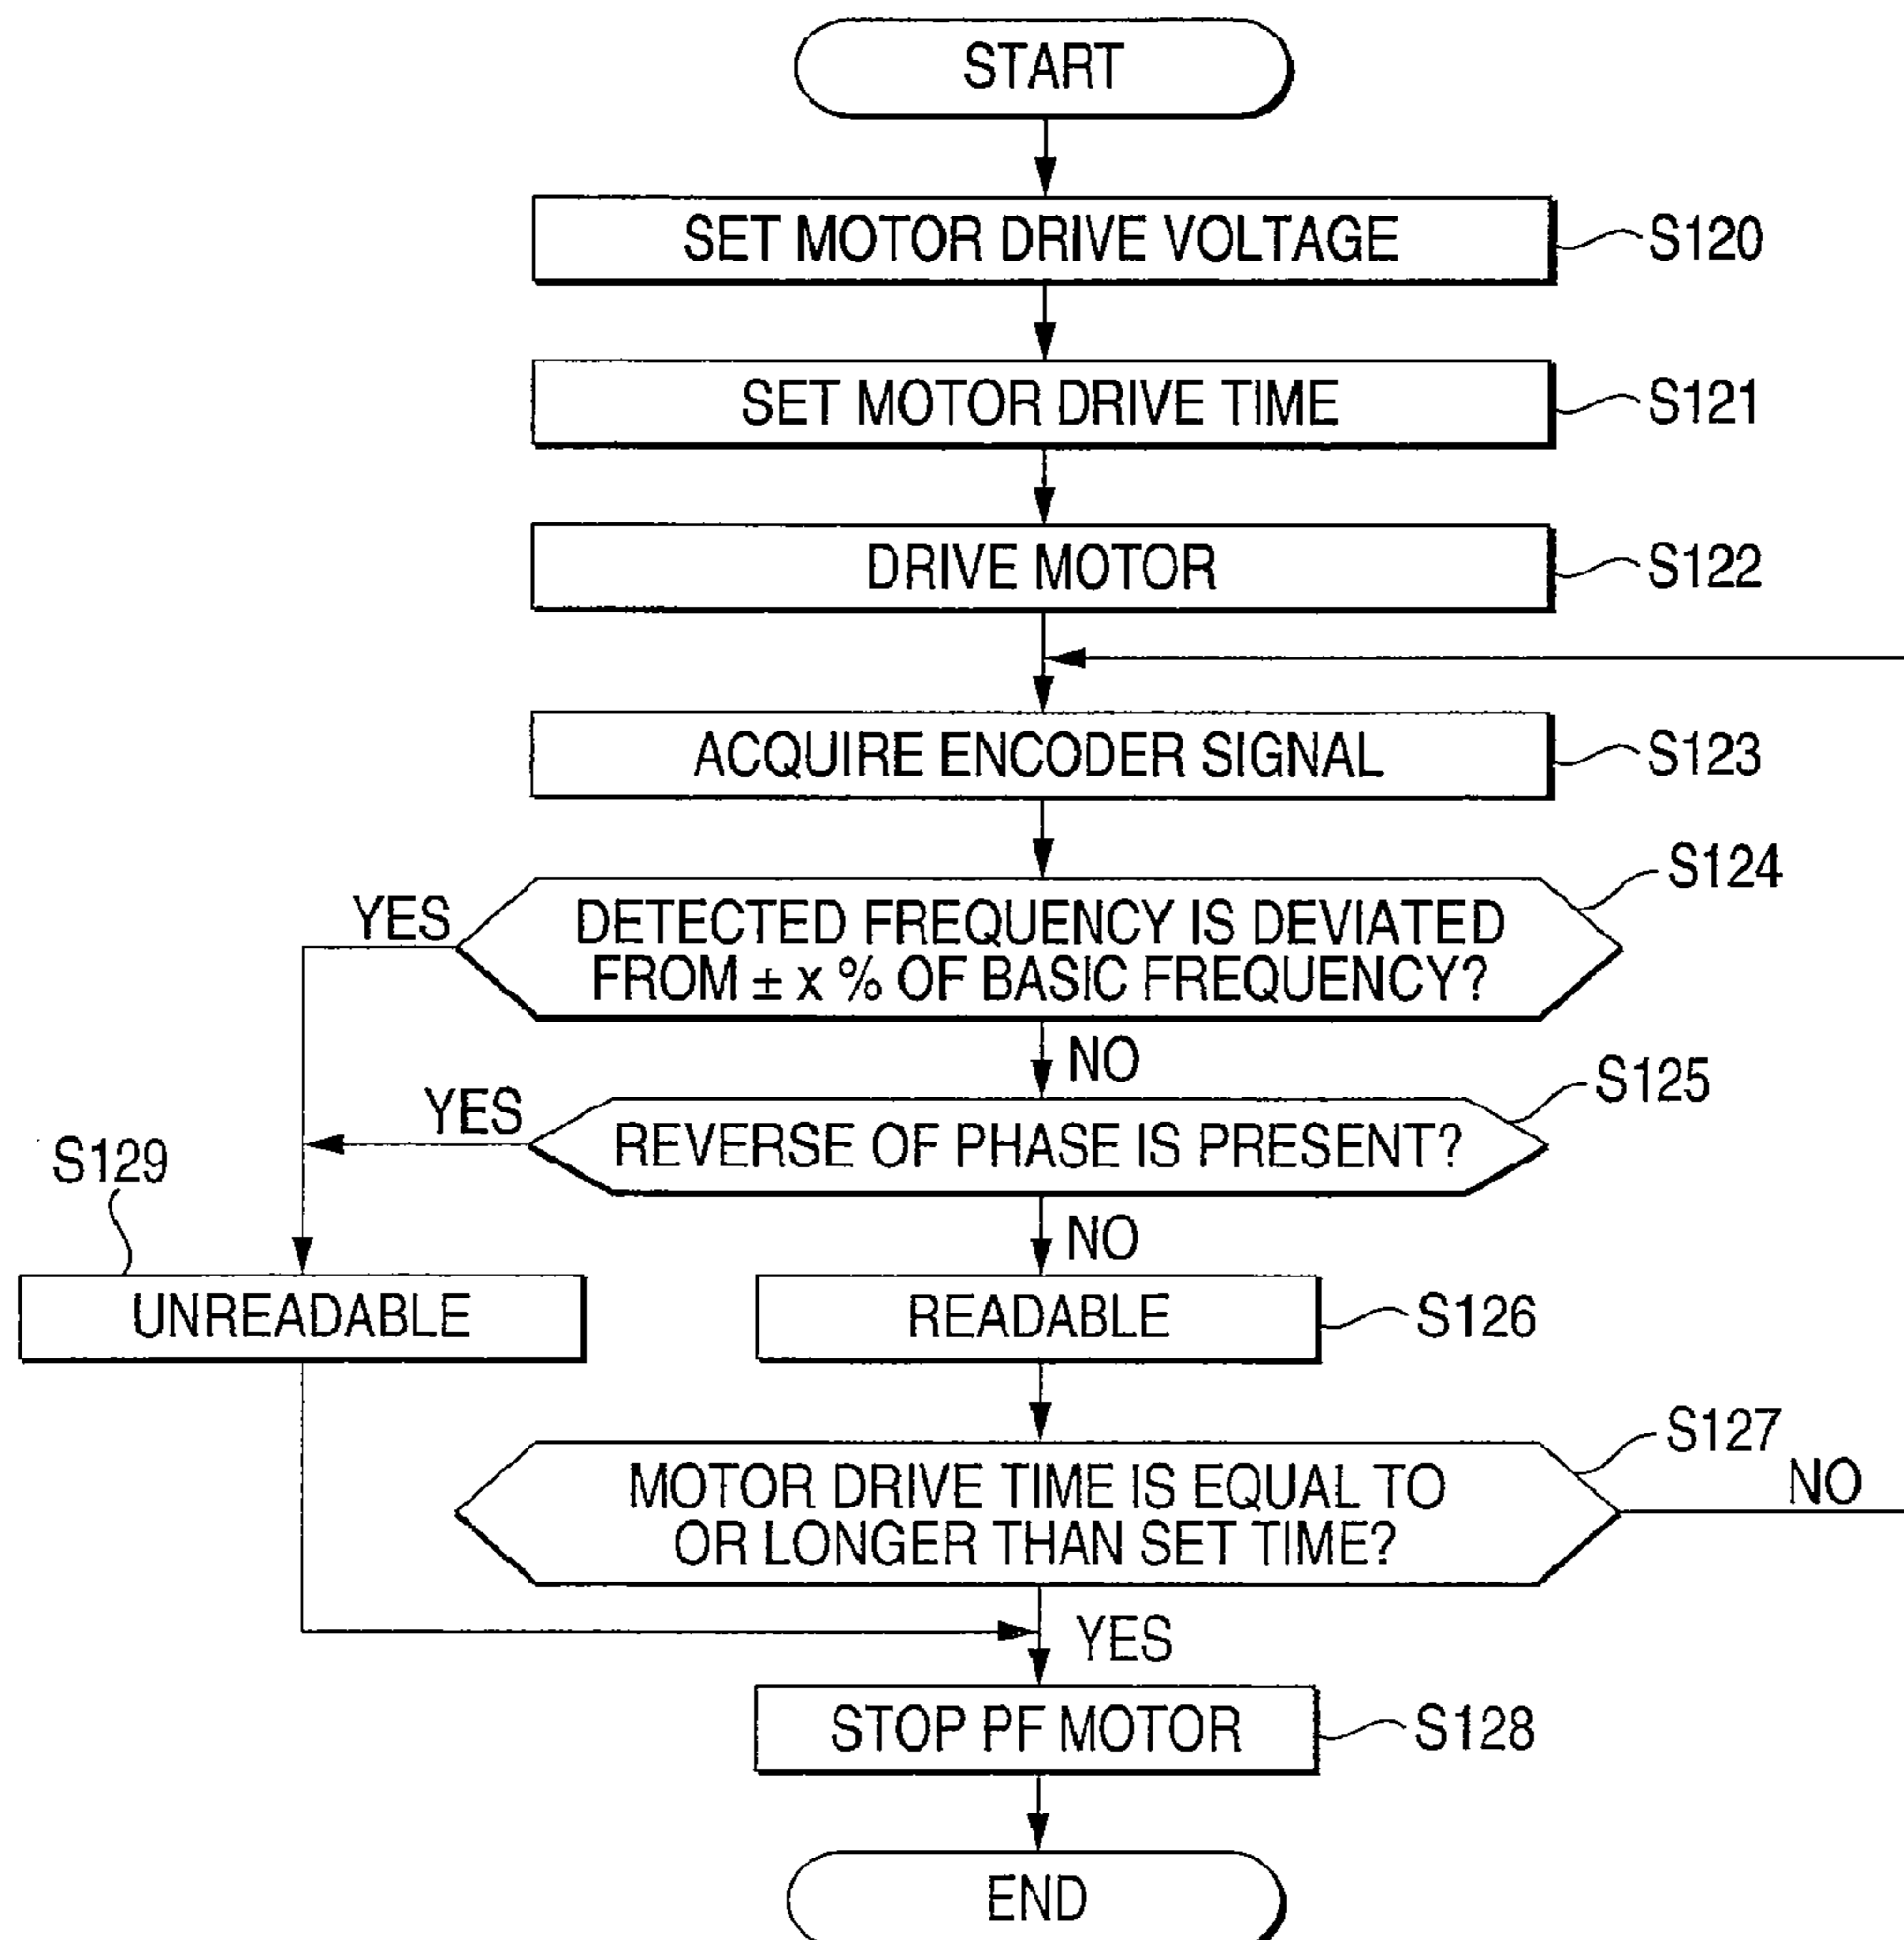 START
SET MOTOR DRIVE VOLTAGE
S120
SET MOTOR DRIVE TIME
S121
DRIVE MOTOR
S122
ACQUIRE ENCODER SIGNAL
S123
S124
YES
DETECTED FREQUENCY IS DEVIATED
FROM ± x % OF BASIC FREQUENCY?
NO
S125
YES
REVERSE OF PHASE IS PRESENT?
S129
NO
UNREADABLE
READABLE
S126
S127
NO
MOTOR DRIVE TIME IS EQUAL TO
OR LONGER THAN SET TIME?
YES
STOP PF MOTOR
S128
END